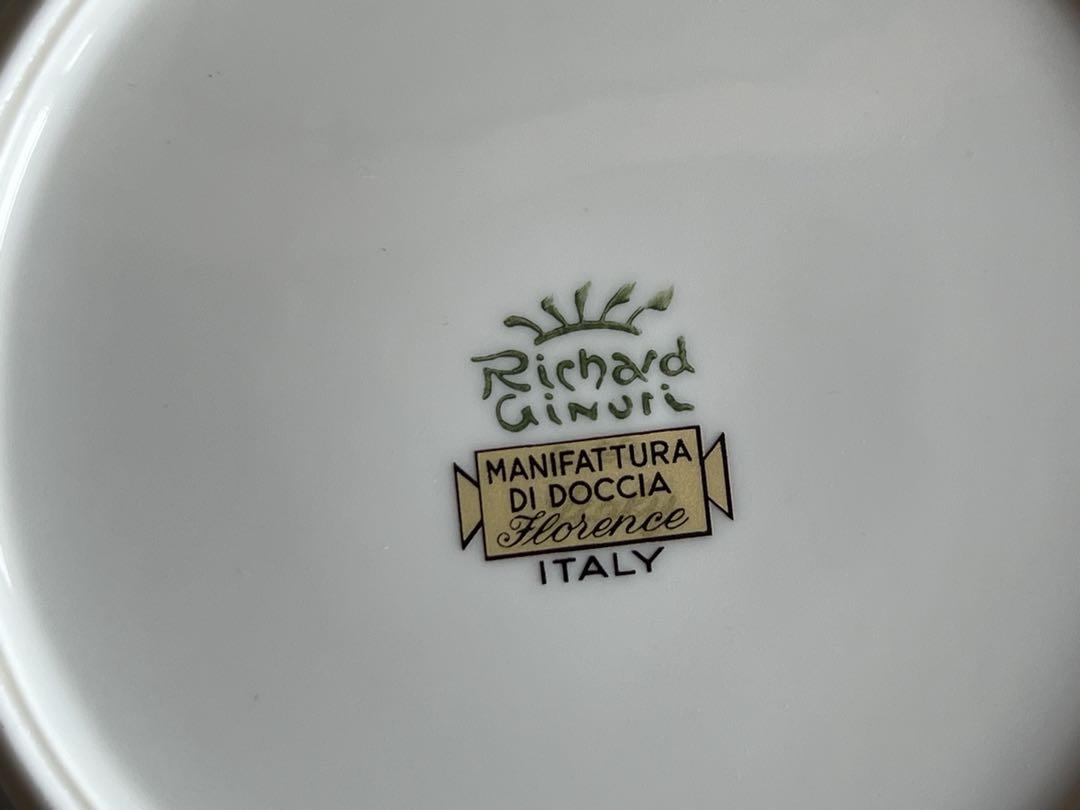 Richard
GINORI
MANIFATTURA
DI DOCCIA
Florence
ITALY